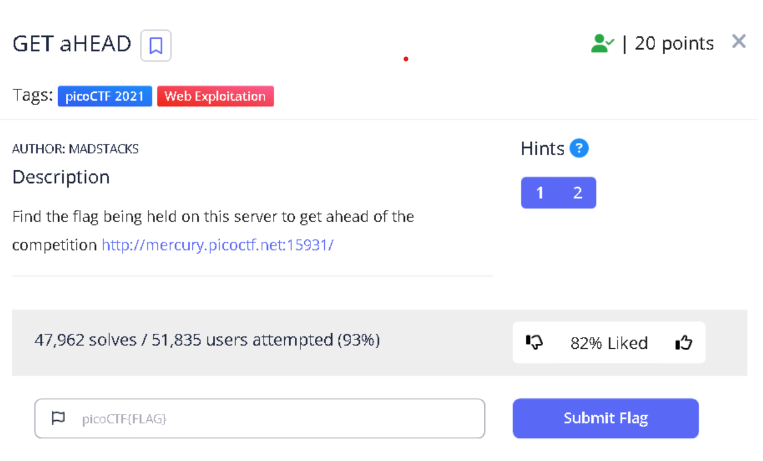 GET aHEAD
| 20 points
Tags: picoCTF 2021 Web Exploitation
AUTHOR: MADSTACKS
Description
Find the flag being held on this server to get ahead of the
competition http://mercury.picoctf.net:15931/
Hints ?
1 2
47,962 solves / 51,835 users attempted (93%)
82% Liked
picoCTF{FLAG}
Submit Flag